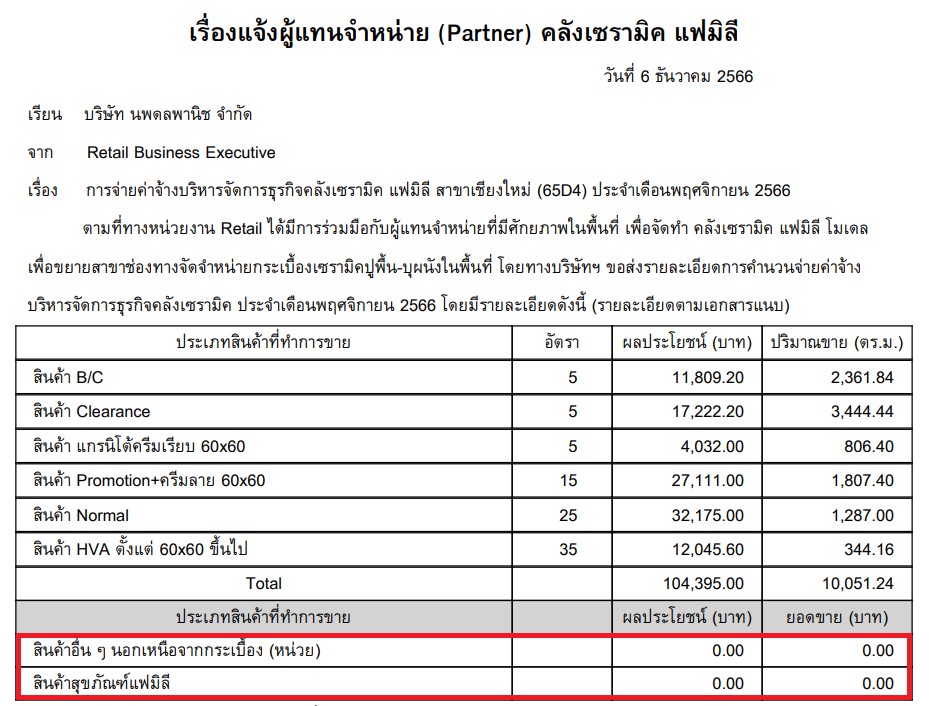 เรื่องแจ้งผู้แทนจำหน่าย (Partner) คลังเซรามิค แฟมิลี
วันที่ 6 ธันวาคม 2566
เรียน บริษัท นพดลพานิช จำกัด
จาก Retail Business Executive
เรื่อง การจ่ายค่าจ้างบริหารจัดการธุรกิจคลังเซรามิค แฟมิลี สาขาเชียงใหม่ (65D4) ประจำเดือนพฤศจิกายน 2566
ตามที่ทางหน่วยงาน Retail ได้มีการร่วมมือกับผู้แทนจำหน่ายที่มีศักยภาพในพื้นที่ เพื่อจัดทำ คลังเซรามิค แฟมิลี โมเดล
เพื่อขยายสาขาช่องทางจัดจำหน่ายกระเบื้องเซรามิคปูพื้น-บุผนังในพื้นที่ โดยทางบริษัทฯ ขอส่งรายละเอียดการคำนวนจ่ายค่าจ้าง
บริหารจัดการธุรกิจคลังเซรามิค ประจำเดือนพฤศจิกายน 2566 โดยมีรายละเอียดดังนี้ (รายละเอียดตามเอกสารแนบ)
ประเภทสินค้าที่ทำการขาย อัตรา ผลประโยชน์ (บาท) ปริมาณขาย (ตร.ม.)
สินค้า B/C 5 11,809.20 2,361.84
สินค้า Clearance 5 17,222.20 3,444.44
สินค้า แกรนิโต้ครีมเรียบ 60x60 5 4,032.00 806.40
สินค้า Promotion+ครีมลาย 60x60 15 27,111.00 1,807.40
สินค้า Normal 25 32,175.00 1,287.00
สินค้า HVA ตั้งแต่ 60x60 ขึ้นไป 35 12,045.60 344.16
Total 104,395.00 10,051.24
ประเภทสินค้าที่ทำการขาย ผลประโยชน์ (บาท) ยอดขาย (บาท)
สินค้าอื่น ๆ นอกเหนือจากกระเบื้อง (หน่วย) 0.00 0.00
สินค้าสุขภัณฑ์แฟมิลี 0.00 0.00